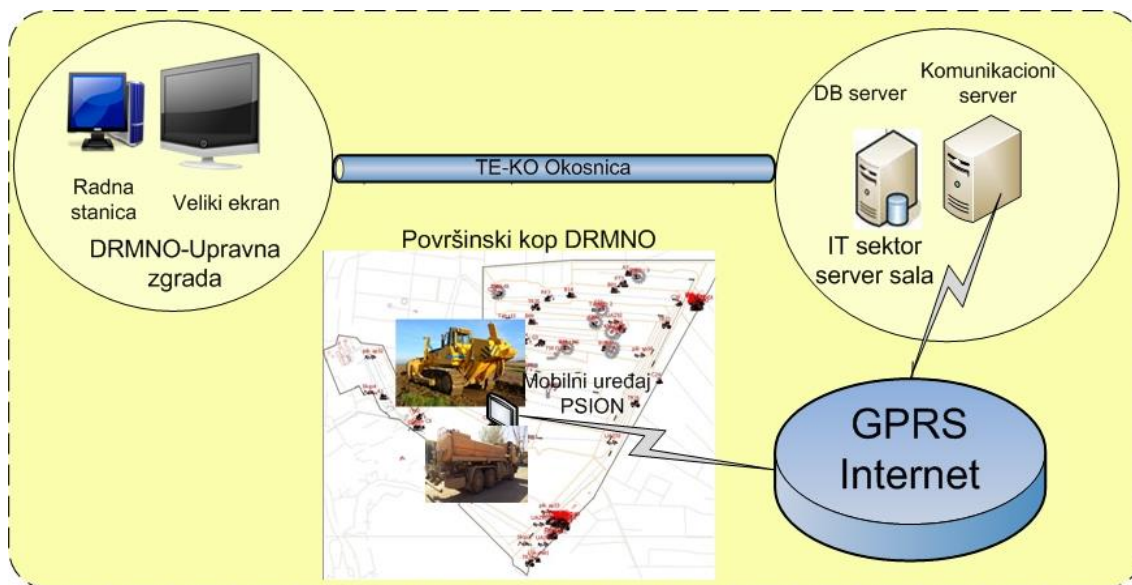 Radna
stanica
Veliki ekran
DRMNO-Upravna
zgrada
TE-KO Okosnica
DB server
Komunikacioni
server
IT sektor
server sala
Površinski kop DRMNO
Mobilni uređaj
PSION
GPRS
Internet